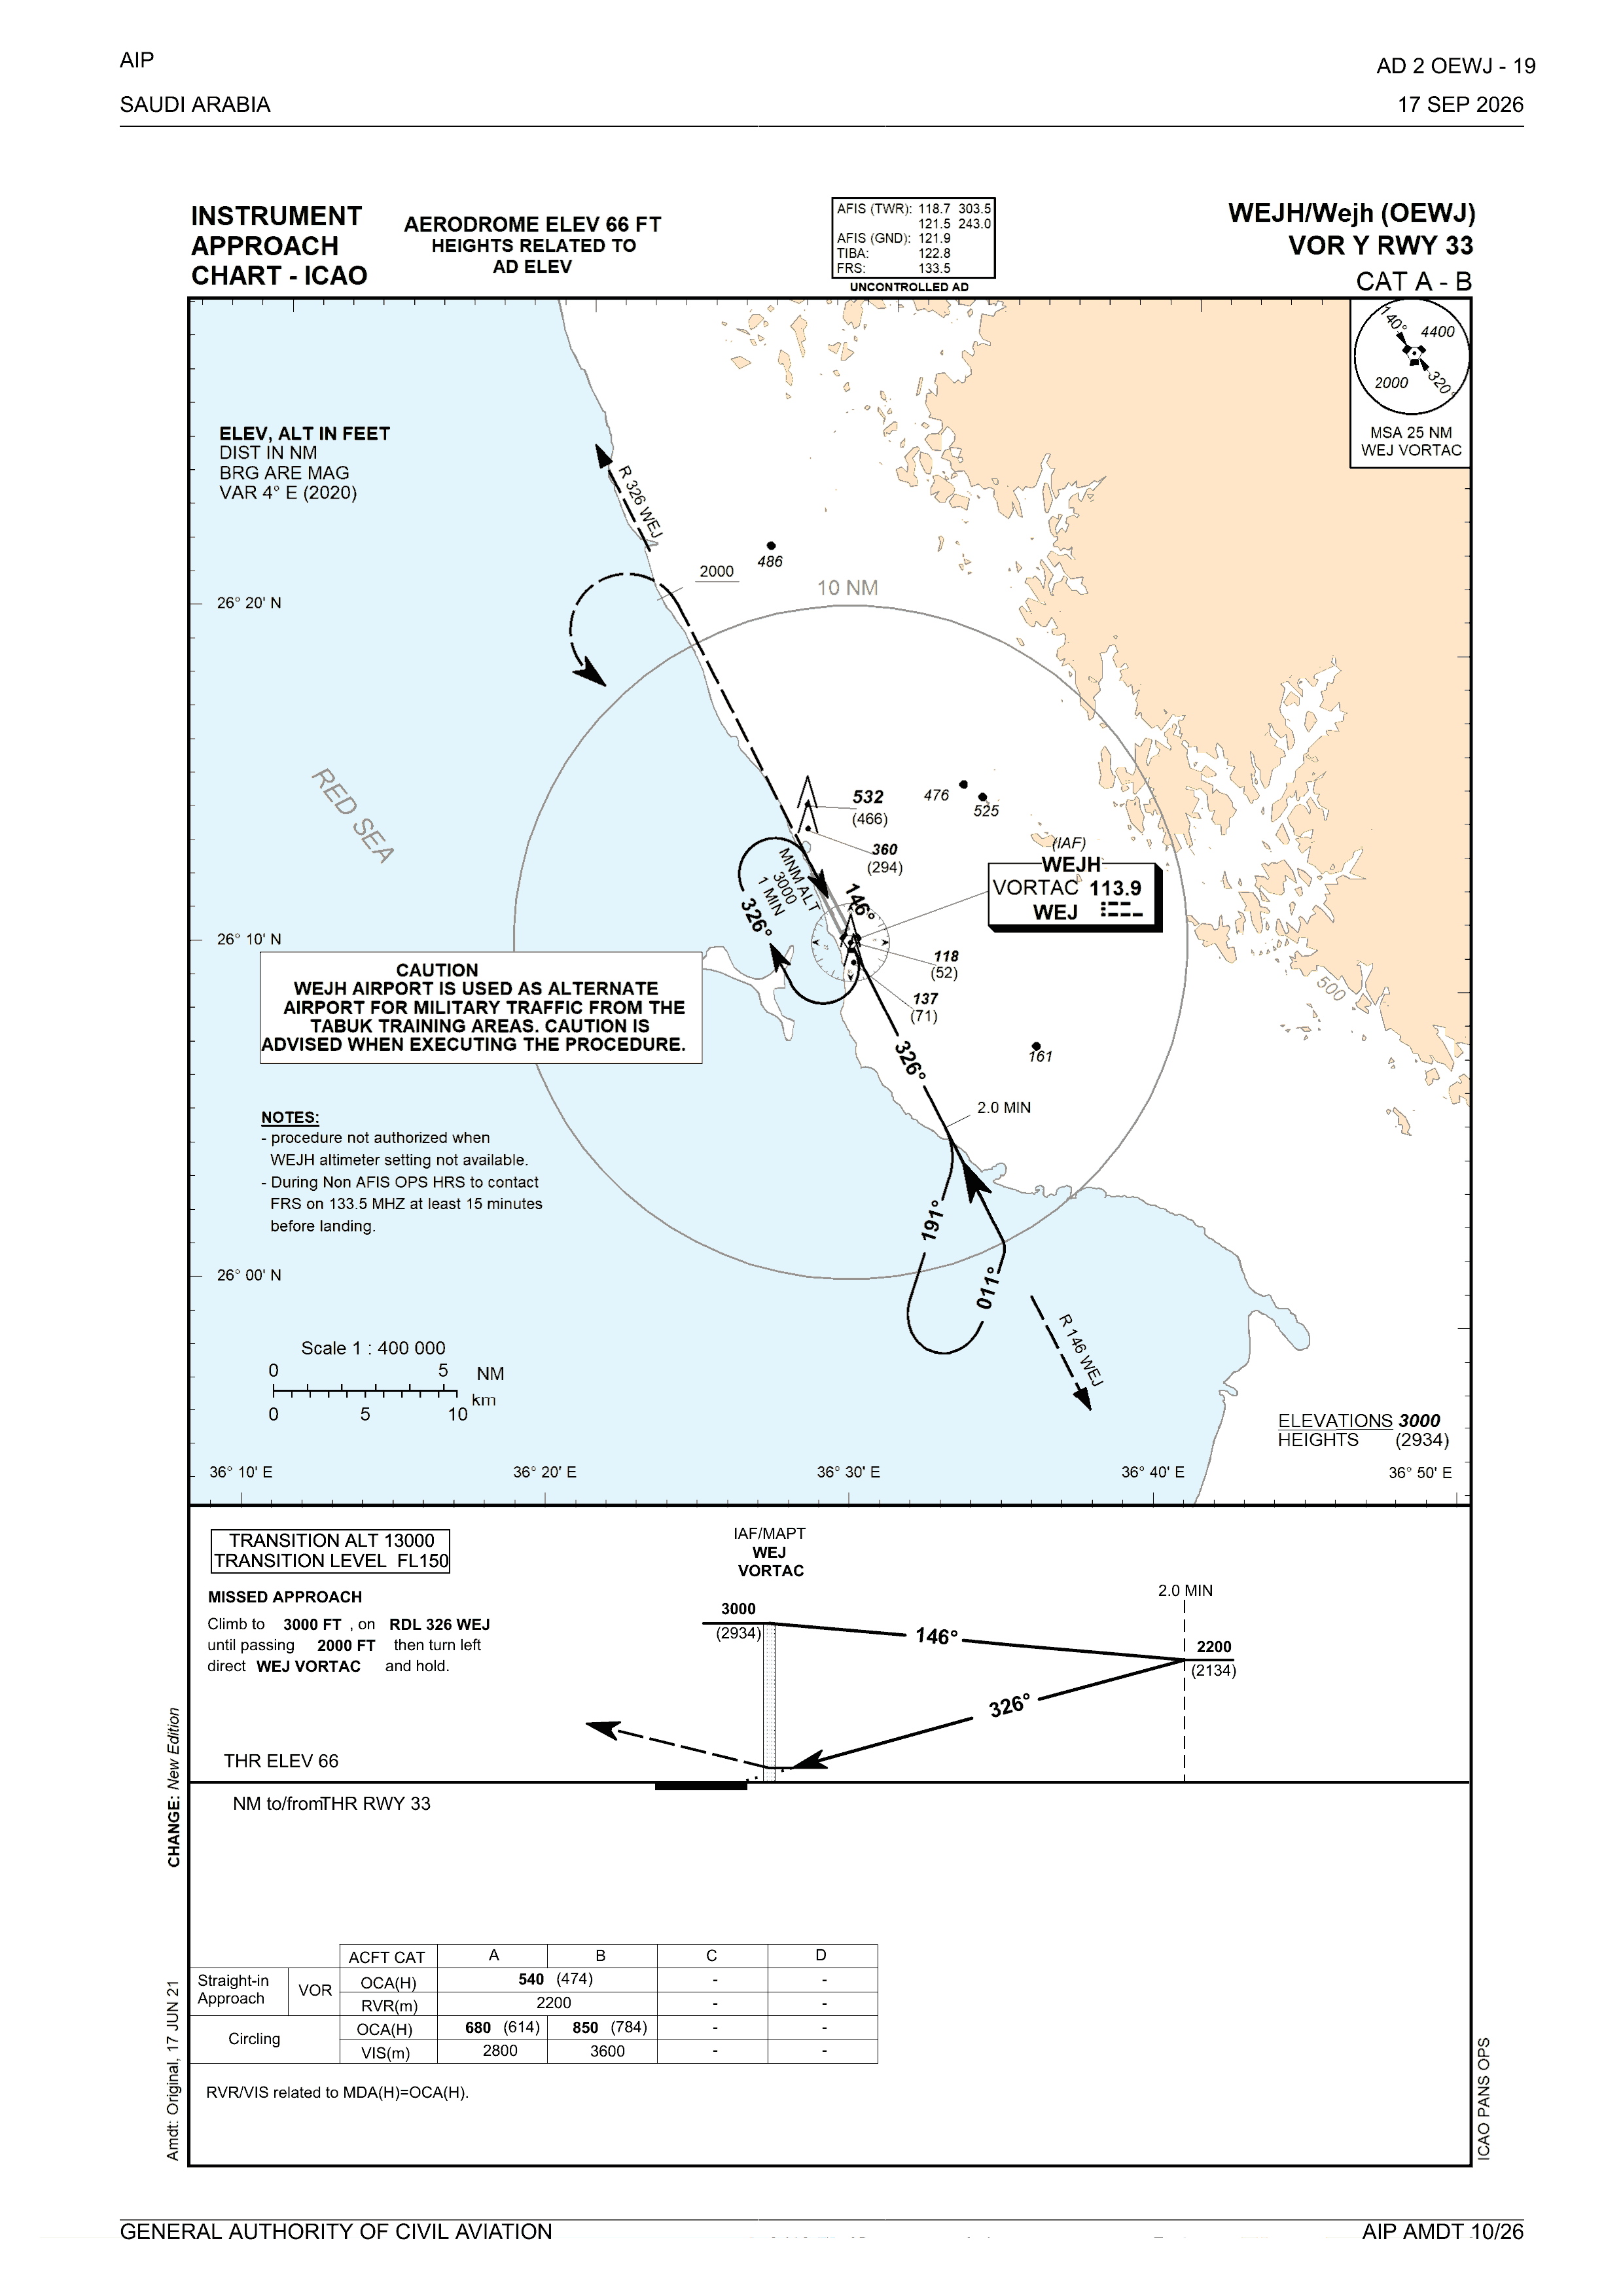 AIP
AD 2 OEWJ - 19
SAUDI ARABIA
17 SEP 2026
INSTRUMENT
APPROACH
CHART - ICAO
AERODROME ELEV 66 FT
HEIGHTS RELATED TO
AD ELEV
AFIS (TWR): 118.7 303.5
121.5 243.0
AFIS (GND): 121.9
TIBA: 122.8
FRS: 133.5
UNCONTROLLED AD
WEJH/Wejh (OEWJ)
VOR Y RWY 33
CAT A - B
140°
4400
2000
320°
MSA 25 NM
WEJ VORTAC
ELEV, ALT IN FEET
DIST IN NM
BRG ARE MAG
VAR 4° E (2020)
R 326 WEJ
486
2000
10 NM
26° 20' N
RED SEA
532
(466)
476
525
360
(294)
(IAF)
WEJH
VORTAC 113.9
WEJ
MNM ALT
3000
1 MIN
326°
146°
26° 10' N
118
(52)
137
(71)
500
CAUTION
WEJH AIRPORT IS USED AS ALTERNATE
AIRPORT FOR MILITARY TRAFFIC FROM THE
TABUK TRAINING AREAS. CAUTION IS
ADVISED WHEN EXECUTING THE PROCEDURE.
326°
161
2.0 MIN
NOTES:
- procedure not authorized when
WEJH altimeter setting not available.
- During Non AFIS OPS HRS to contact
FRS on 133.5 MHZ at least 15 minutes
before landing.
191°
011°
26° 00' N
R 146 WEJ
Scale 1 : 400 000
0 5 NM
km
0 5 10
ELEVATIONS 3000
HEIGHTS (2934)
36° 10' E
36° 20' E
36° 30' E
36° 40' E
36° 50' E
TRANSITION ALT 13000
TRANSITION LEVEL FL150
IAF/MAPT
WEJ
VORTAC
MISSED APPROACH
Climb to 3000 FT , on RDL 326 WEJ
until passing 2000 FT then turn left
direct WEJ VORTAC and hold.
2.0 MIN
3000
(2934)
146°
2200
(2134)
326°
THR ELEV 66
NM to/fromTHR RWY 33
CHANGE: New Edition
ACFT CAT A B C D
Straight-in
Approach
VOR
OCA(H) 540 (474) - -
RVR(m) 2200 - -
Circling
OCA(H) 680 (614) 850 (784) - -
VIS(m) 2800 3600 - -
RVR/VIS related to MDA(H)=OCA(H).
Amdt: Original, 17 JUN 21
ICAO PANS OPS
GENERAL AUTHORITY OF CIVIL AVIATION
AIP AMDT 10/26